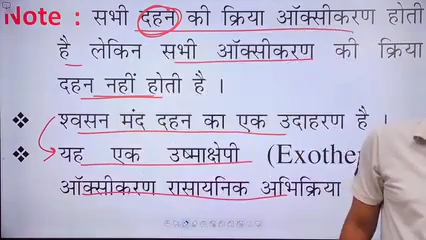 Note : सभी दहन की क्रिया ऑक्सीकरण होती
है लेकिन सभी ऑक्सीकरण की क्रिया
दहन नहीं होती है ।
❖ श्वसन मंद दहन का एक उदाहरण है ।
❖ यह एक उष्माक्षेपी (Exothe
ऑक्सीकरण रासायनिक अभिक्रिया